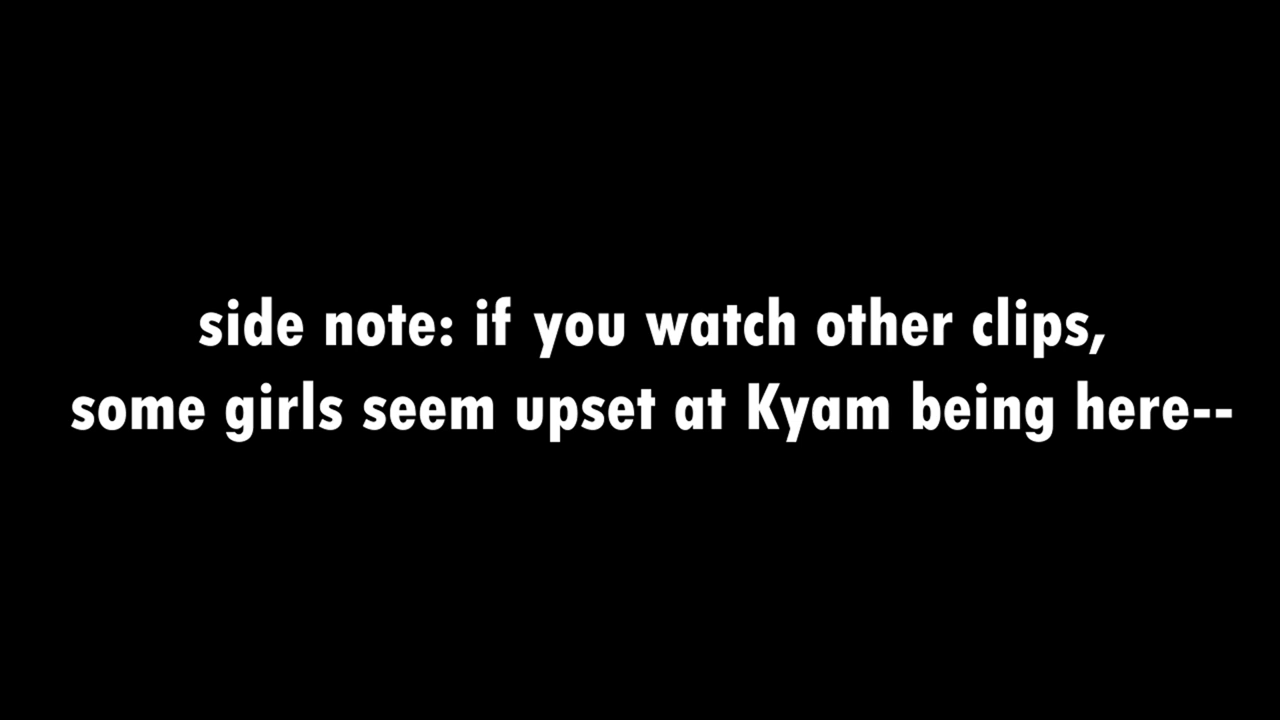 side note: if you watch other clips,
some girls seem upset at Kyam being here--